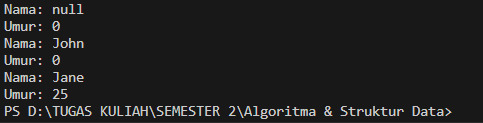 Nama: null
Umur: 0
Nama: John
Umur: 0
Nama: Jane
Umur: 25
PS D:\TUGAS KULIAH\SEMESTER 2\Algoritma & Struktur Data>